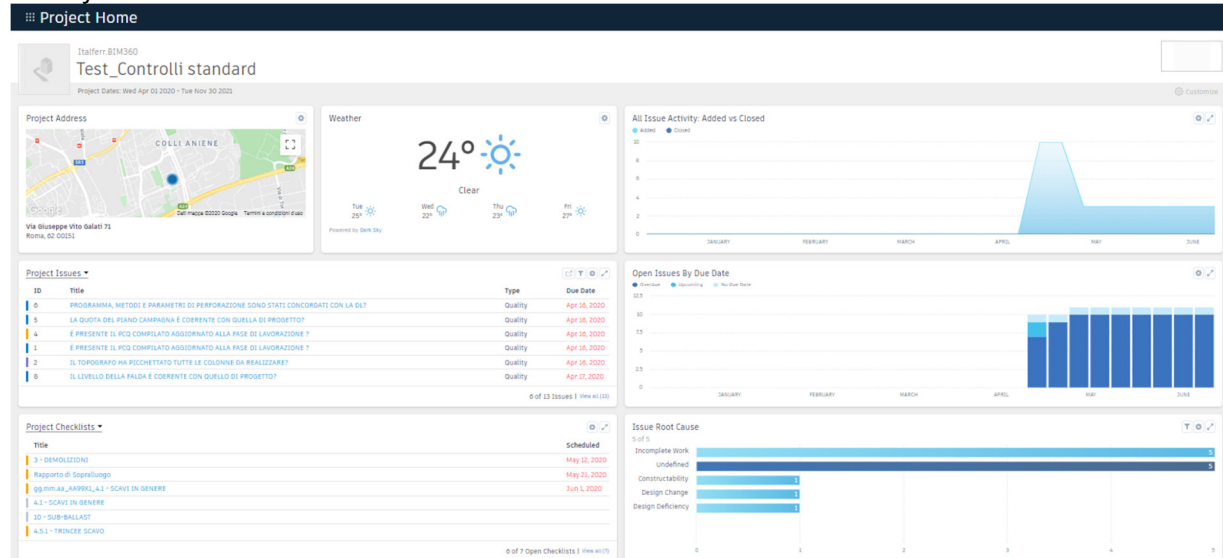 Project Home
Italferr.BIM360
Test_Controlli standard
Project Dates: Wed Apr 01 2020 - Tue Nov 30 2021
Customize
Project Address
COLLI ANIENE
Google
Dati mappa ©2020 Google Termini e condizioni d'uso
Via Giuseppe Vito Galati 71
Roma, 62 00151
Weather
24°
Clear
Tue
25°
Wed
22°
Thu
23°
Fri
27°
Powered by Dark Sky
All Issue Activity: Added vs Closed
Added Closed
10
8
6
4
2
0
JANUARY FEBRUARY MARCH APRIL MAY JUNE
Project Issues
ID Title Type Due Date
6 PROGRAMMA, METODI E PARAMETRI DI PERFORAZIONE SONO STATI CONCORDATI CON LA DL? Quality Apr 16, 2020
5 LA QUOTA DEL PIANO CAMPAGNA È COERENTE CON QUELLA DI PROGETTO? Quality Apr 16, 2020
4 È PRESENTE IL PCQ COMPILATO AGGIORNATO ALLA FASE DI LAVORAZIONE ? Quality Apr 16, 2020
1 È PRESENTE IL PCQ COMPILATO AGGIORNATO ALLA FASE DI LAVORAZIONE ? Quality Apr 16, 2020
2 IL TOPOGRAFO HA PICCHETTATO TUTTE LE COLONNE DA REALIZZARE? Quality Apr 16, 2020
8 IL LIVELLO DELLA FALDA È COERENTE CON QUELLO DI PROGETTO? Quality Apr 17, 2020
6 of 13 Issues | View all (13)
Open Issues By Due Date
Overdue Upcoming No Due Date
12.5
10
7.5
5
2.5
0
JANUARY FEBRUARY MARCH APRIL MAY JUNE
Project Checklists
Title Scheduled
3 - DEMOLIZIONI May 12, 2020
Rapporto di Sopralluogo May 21, 2020
gg.mm.aa_AA99X1_4.1 - SCAVI IN GENERE Jun 1, 2020
4.1 - SCAVI IN GENERE
10 - SUB-BALLAST
4.5.1 - TRINCEE SCAVO
6 of 7 Open Checklists | View all (7)
Issue Root Cause
5 of 5
Incomplete Work 5
Undefined 5
Constructability 1
Design Change 1
Design Deficiency 1
0 1 2 3 4 5